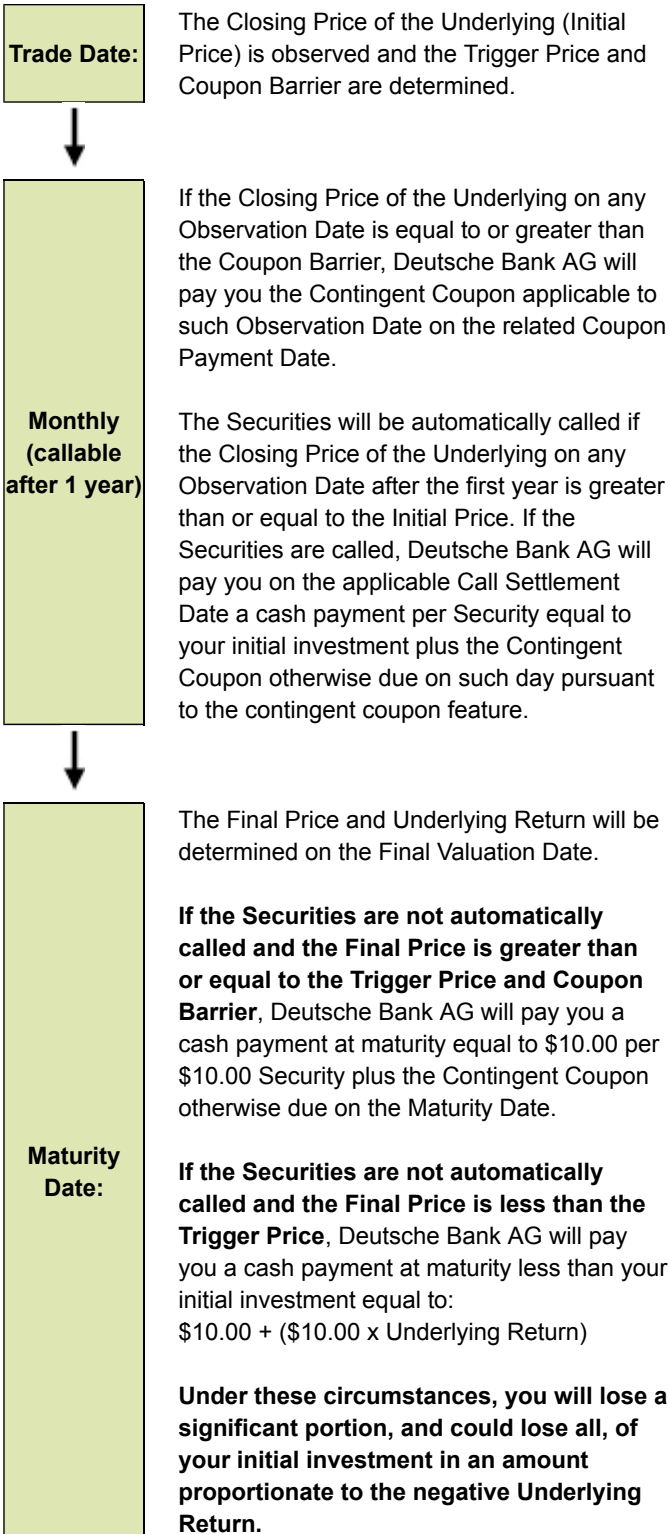 Trade Date:
The Closing Price of the Underlying (Initial
Price) is observed and the Trigger Price and
Coupon Barrier are determined.
Monthly
(callable
after 1 year)
If the Closing Price of the Underlying on any
Observation Date is equal to or greater than
the Coupon Barrier, Deutsche Bank AG will
pay you the Contingent Coupon applicable to
such Observation Date on the related Coupon
Payment Date.
The Securities will be automatically called if
the Closing Price of the Underlying on any
Observation Date after the first year is greater
than or equal to the Initial Price. If the
Securities are called, Deutsche Bank AG will
pay you on the applicable Call Settlement
Date a cash payment per Security equal to
your initial investment plus the Contingent
Coupon otherwise due on such day pursuant
to the contingent coupon feature.
Maturity
Date:
The Final Price and Underlying Return will be
determined on the Final Valuation Date.
If the Securities are not automatically
called and the Final Price is greater than
or equal to the Trigger Price and Coupon
Barrier, Deutsche Bank AG will pay you a
cash payment at maturity equal to $10.00 per
$10.00 Security plus the Contingent Coupon
otherwise due on the Maturity Date.
If the Securities are not automatically
called and the Final Price is less than the
Trigger Price, Deutsche Bank AG will pay
you a cash payment at maturity less than your
initial investment equal to:
$10.00 + ($10.00 x Underlying Return)
Under these circumstances, you will lose a
significant portion, and could lose all, of
your initial investment in an amount
proportionate to the negative Underlying
Return.